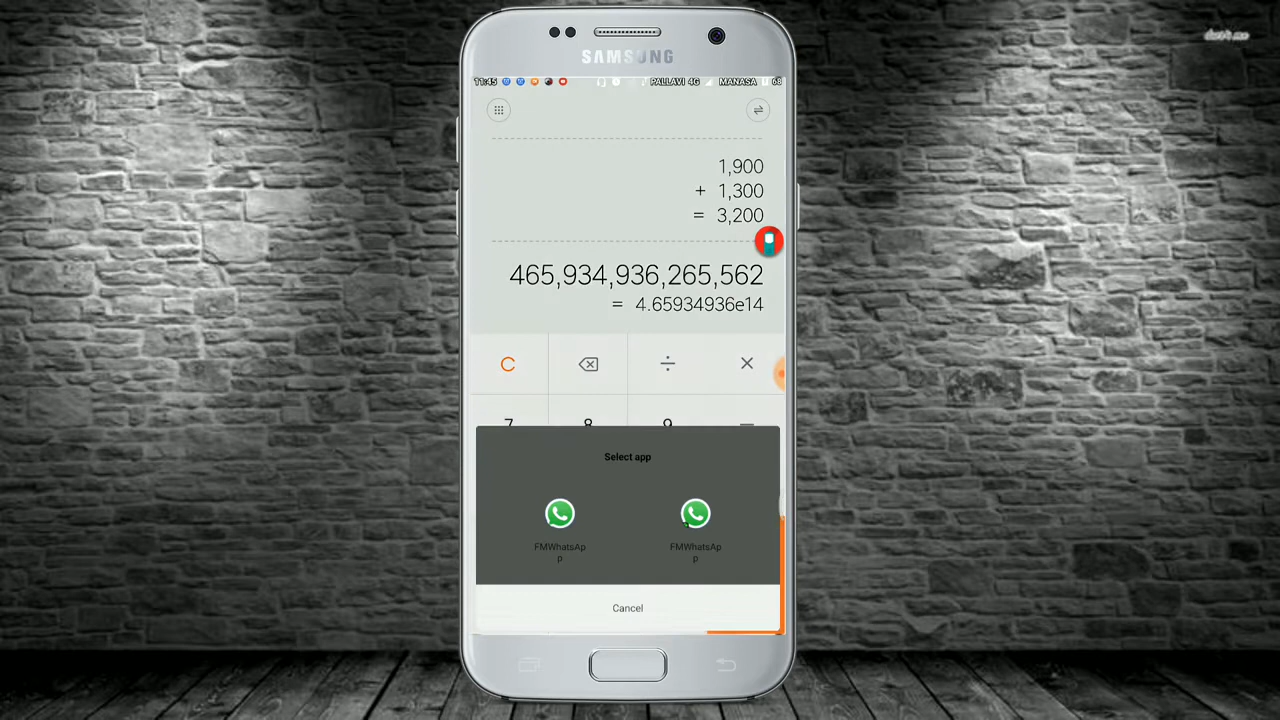 SAMSUNG
11:45 PALLAVI 4G MANASA 68
1,900
+ 1,300
= 3,200
465,934,936,265,562
= 4.65934936e14
C ÷ ×
7 8 9
Select app
FMWhatsAp
p
FMWhatsAp
p
Cancel